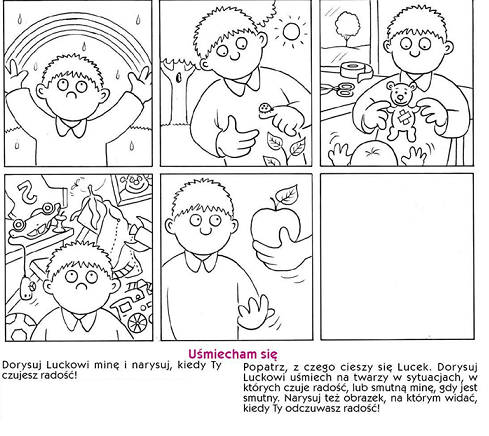 Uśmiecham się
Dorysuj Luckowi minę i narysuj, kiedy Ty
czujesz radość!
Popatrz, z czego cieszy się Lucek. Dorysuj
Luckowi uśmiech na twarzy w sytuacjach, w
których czuje radość, lub smutną minę, gdy jest
smutny. Narysuj też obrazek, na którym widać,
kiedy Ty odczuwasz radość!